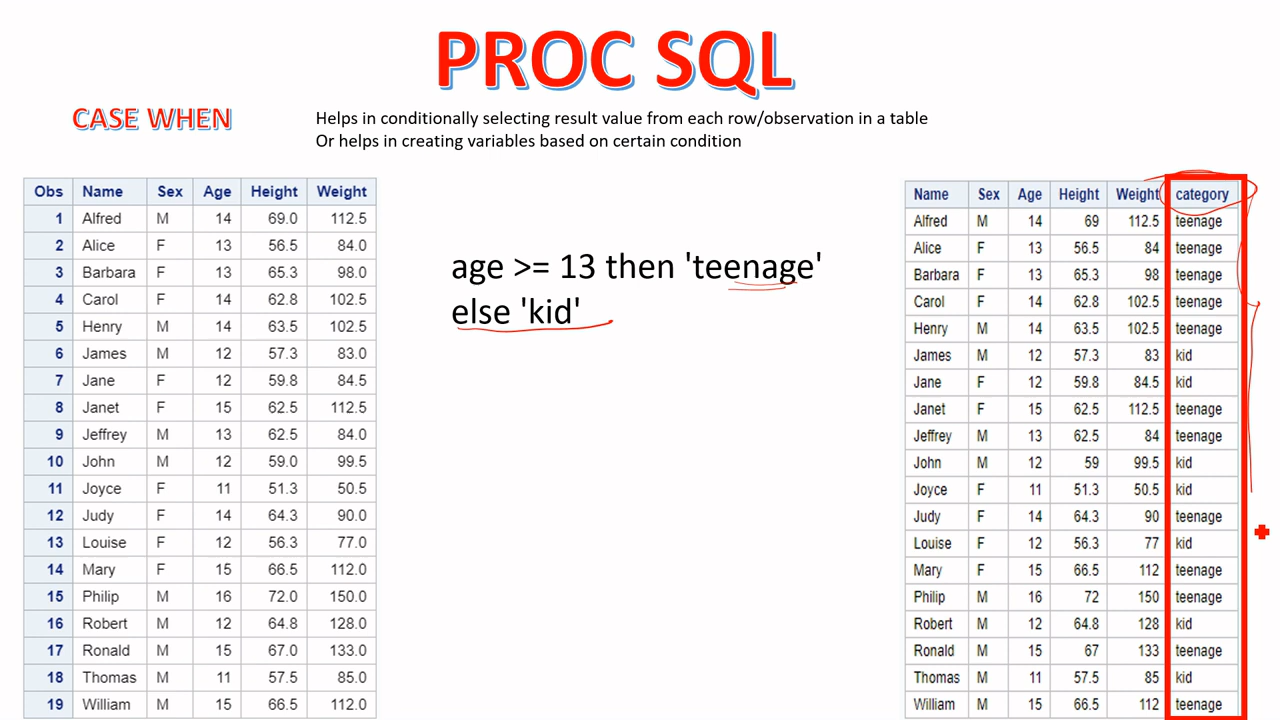 PROC SQL
CASE WHEN
Helps in conditionally selecting result value from each row/observation in a table
Or helps in creating variables based on certain condition
Obs Name Sex Age Height Weight
1 Alfred M 14 69.0 112.5
2 Alice F 13 56.5 84.0
3 Barbara F 13 65.3 98.0
4 Carol F 14 62.8 102.5
5 Henry M 14 63.5 102.5
6 James M 12 57.3 83.0
7 Jane F 12 59.8 84.5
8 Janet F 15 62.5 112.5
9 Jeffrey M 13 62.5 84.0
10 John M 12 59.0 99.5
11 Joyce F 11 51.3 50.5
12 Judy F 14 64.3 90.0
13 Louise F 12 56.3 77.0
14 Mary F 15 66.5 112.0
15 Philip M 16 72.0 150.0
16 Robert M 12 64.8 128.0
17 Ronald M 15 67.0 133.0
18 Thomas M 11 57.5 85.0
19 William M 15 66.5 112.0
age >= 13 then 'teenage'
else 'kid'
Name Sex Age Height Weight category
Alfred M 14 69 112.5 teenage
Alice F 13 56.5 84 teenage
Barbara F 13 65.3 98 teenage
Carol F 14 62.8 102.5 teenage
Henry M 14 63.5 102.5 teenage
James M 12 57.3 83 kid
Jane F 12 59.8 84.5 kid
Janet F 15 62.5 112.5 teenage
Jeffrey M 13 62.5 84 teenage
John M 12 59 99.5 kid
Joyce F 11 51.3 50.5 kid
Judy F 14 64.3 90 teenage
Louise F 12 56.3 77 kid
Mary F 15 66.5 112 teenage
Philip M 16 72 150 teenage
Robert M 12 64.8 128 kid
Ronald M 15 67 133 teenage
Thomas M 11 57.5 85 kid
William M 15 66.5 112 teenage